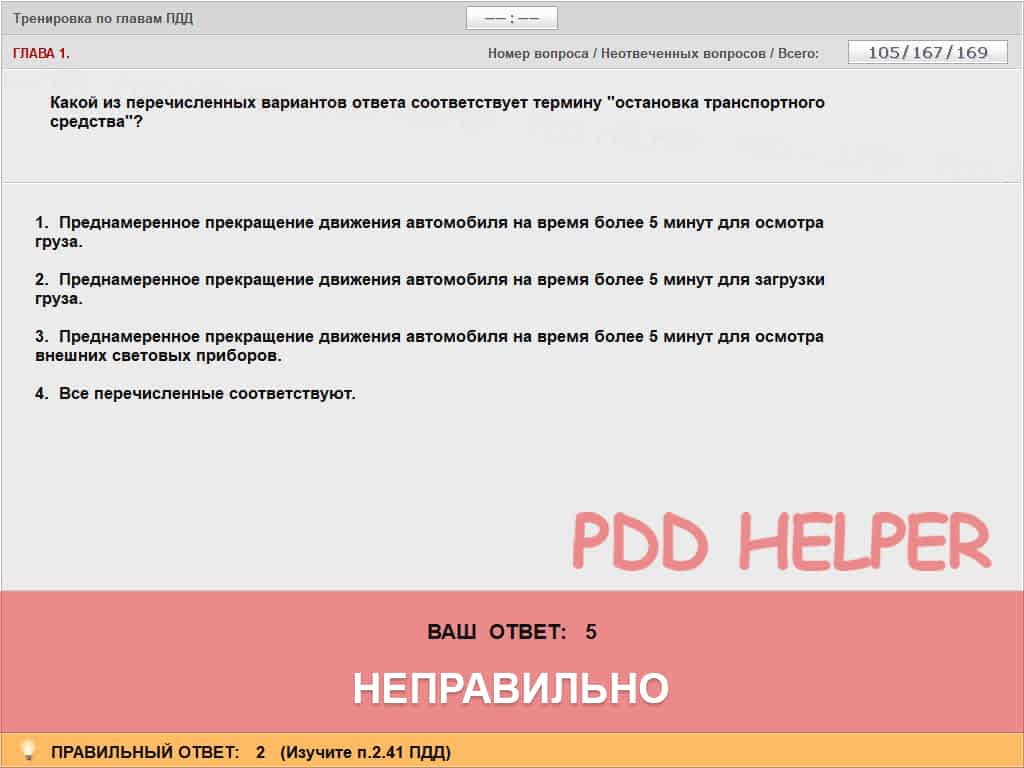 Тренировка по главам ПДД
—— : ——
ГЛАВА 1.
Номер вопроса / Неотвеченных вопросов / Всего:
105/167/169
Какой из перечисленных вариантов ответа соответствует термину "остановка транспортного
средства"?
1. Преднамеренное прекращение движения автомобиля на время более 5 минут для осмотра
груза.
2. Преднамеренное прекращение движения автомобиля на время более 5 минут для загрузки
груза.
3. Преднамеренное прекращение движения автомобиля на время более 5 минут для осмотра
внешних световых приборов.
4. Все перечисленные соответствуют.
PDD HELPER
ВАШ ОТВЕТ: 5
НЕПРАВИЛЬНО
ПРАВИЛЬНЫЙ ОТВЕТ: 2 (Изучите п.2.41 ПДД)